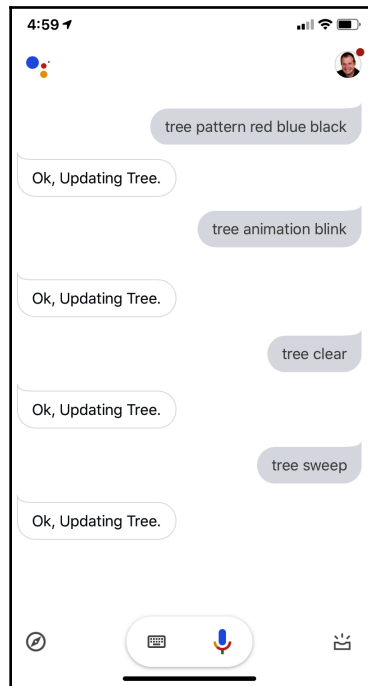 4:59
tree pattern red blue black
Ok, Updating Tree.
tree animation blink
Ok, Updating Tree.
tree clear
Ok, Updating Tree.
tree sweep
Ok, Updating Tree.